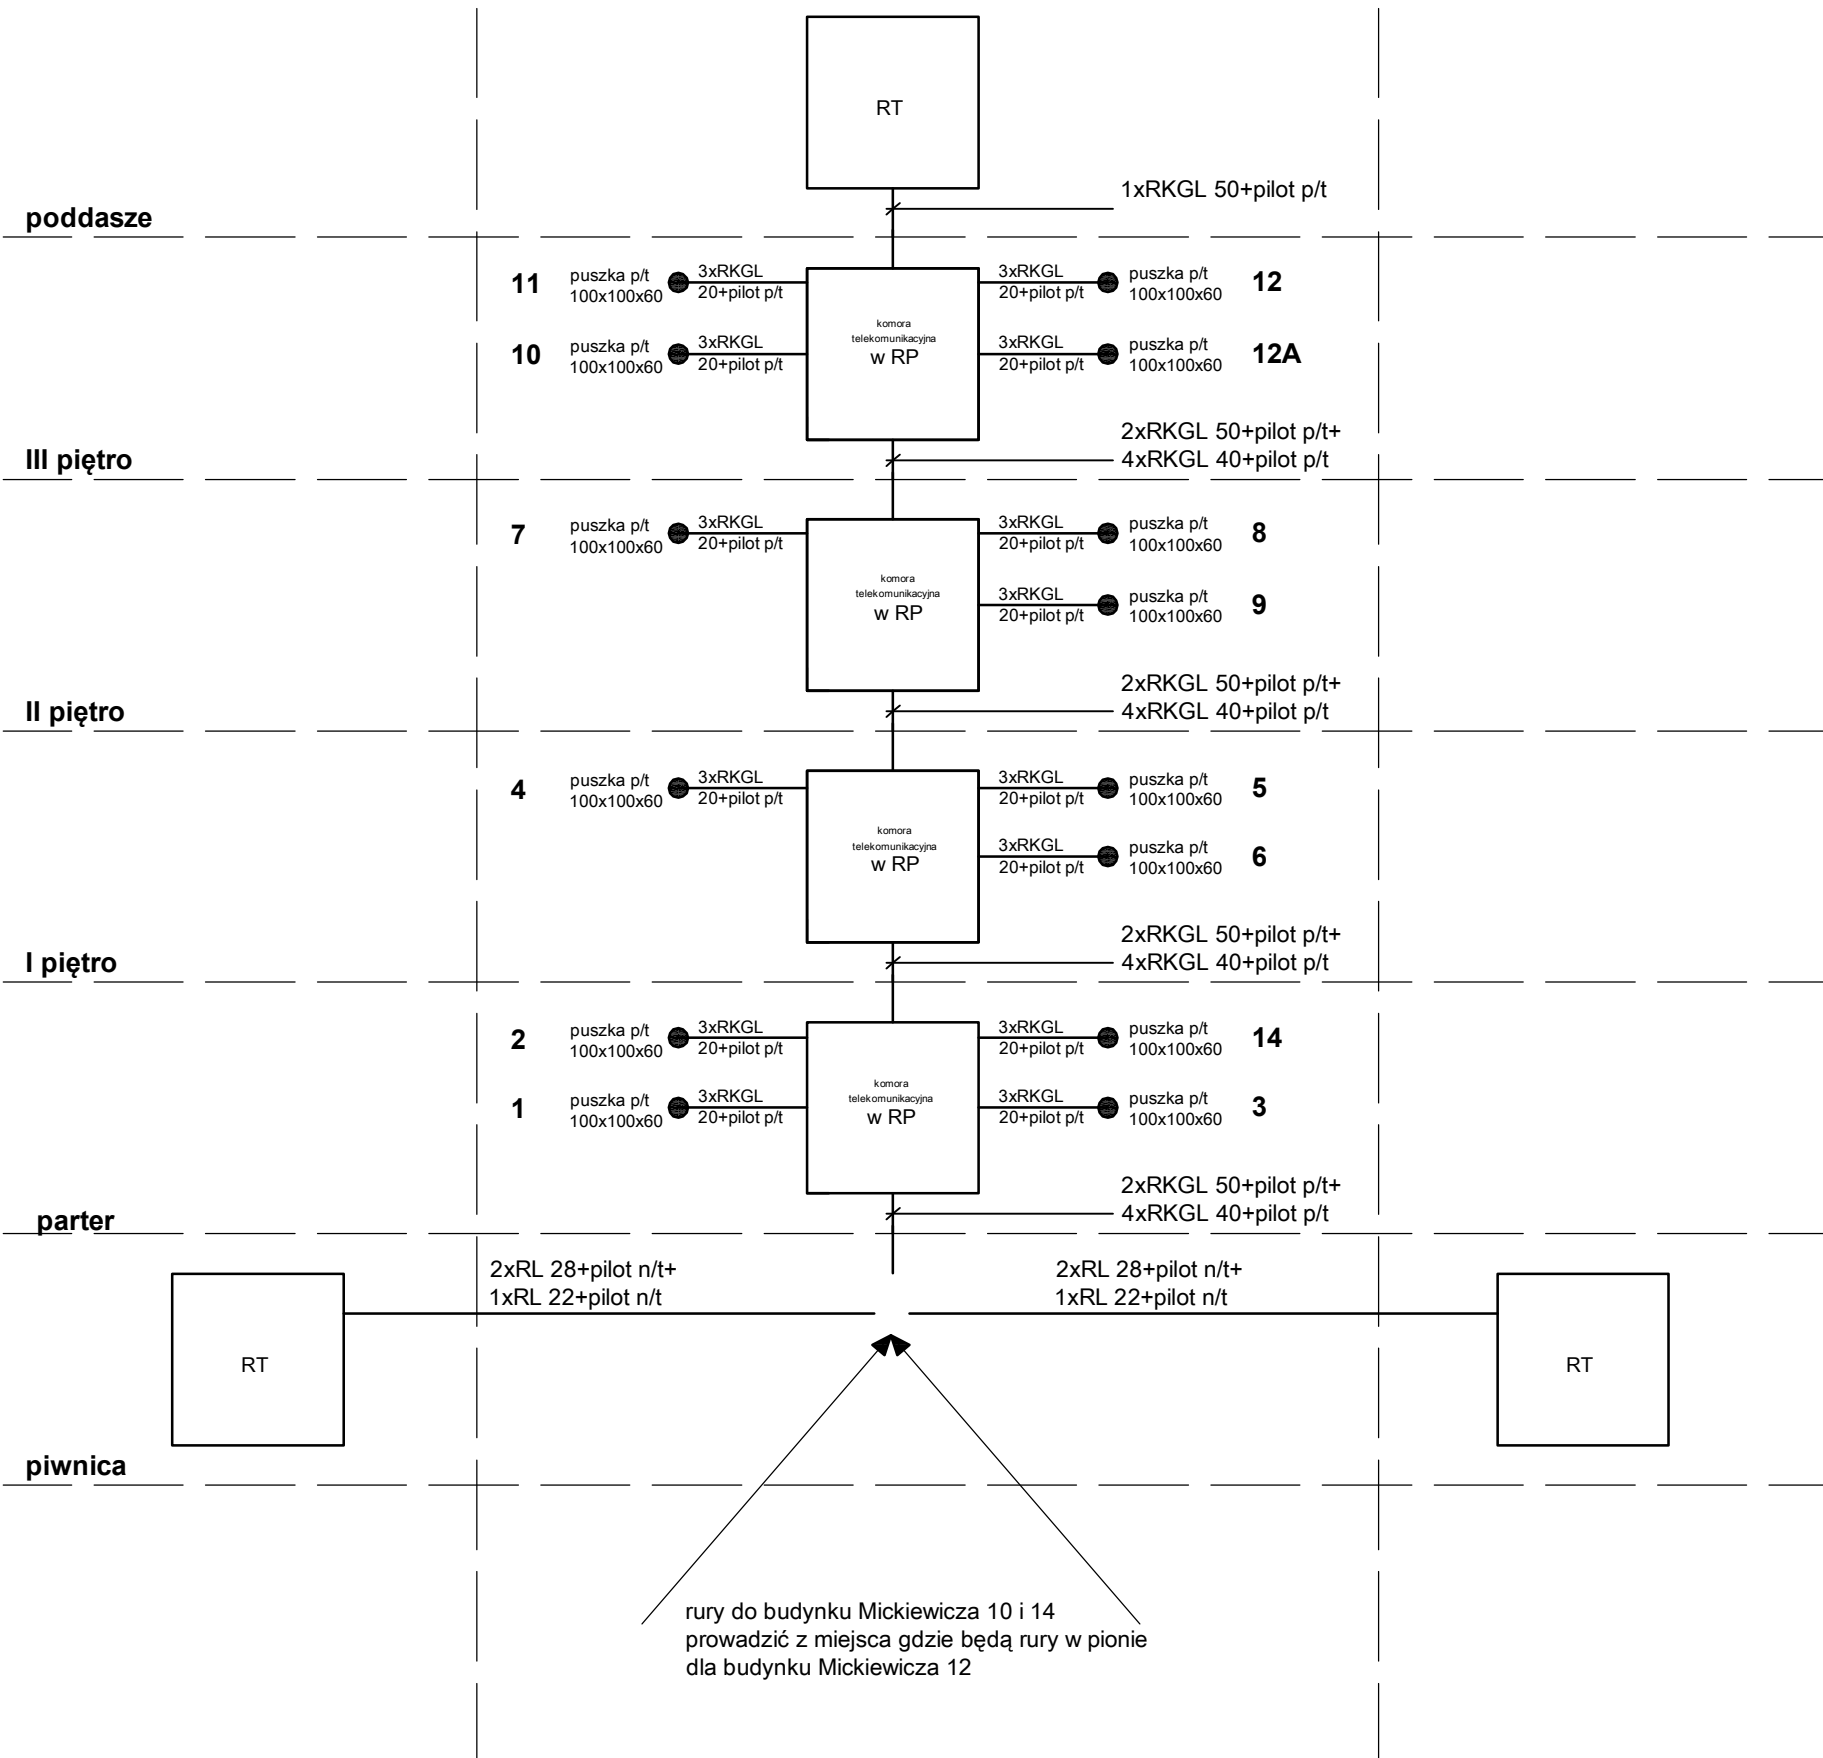 RT
1xRKGL 50+pilot p/t
poddasze
11
puszka p/t
100x100x60
3xRKGL
20+pilot p/t
3xRKGL
20+pilot p/t
puszka p/t
100x100x60
12
komora
telekomunikacyjna
w RP
10
puszka p/t
100x100x60
3xRKGL
20+pilot p/t
3xRKGL
20+pilot p/t
puszka p/t
100x100x60
12A
2xRKGL 50+pilot p/t+
4xRKGL 40+pilot p/t
III piętro
7
puszka p/t
100x100x60
3xRKGL
20+pilot p/t
3xRKGL
20+pilot p/t
puszka p/t
100x100x60
8
komora
telekomunikacyjna
w RP
3xRKGL
20+pilot p/t
puszka p/t
100x100x60
9
2xRKGL 50+pilot p/t+
4xRKGL 40+pilot p/t
II piętro
4
puszka p/t
100x100x60
3xRKGL
20+pilot p/t
3xRKGL
20+pilot p/t
puszka p/t
100x100x60
5
komora
telekomunikacyjna
w RP
3xRKGL
20+pilot p/t
puszka p/t
100x100x60
6
2xRKGL 50+pilot p/t+
4xRKGL 40+pilot p/t
I piętro
2
puszka p/t
100x100x60
3xRKGL
20+pilot p/t
3xRKGL
20+pilot p/t
puszka p/t
100x100x60
14
komora
telekomunikacyjna
w RP
1
puszka p/t
100x100x60
3xRKGL
20+pilot p/t
3xRKGL
20+pilot p/t
puszka p/t
100x100x60
3
2xRKGL 50+pilot p/t+
4xRKGL 40+pilot p/t
parter
2xRL 28+pilot n/t+
1xRL 22+pilot n/t
2xRL 28+pilot n/t+
1xRL 22+pilot n/t
RT
RT
piwnica
rury do budynku Mickiewicza 10 i 14
prowadzić z miejsca gdzie będą rury w pionie
dla budynku Mickiewicza 12